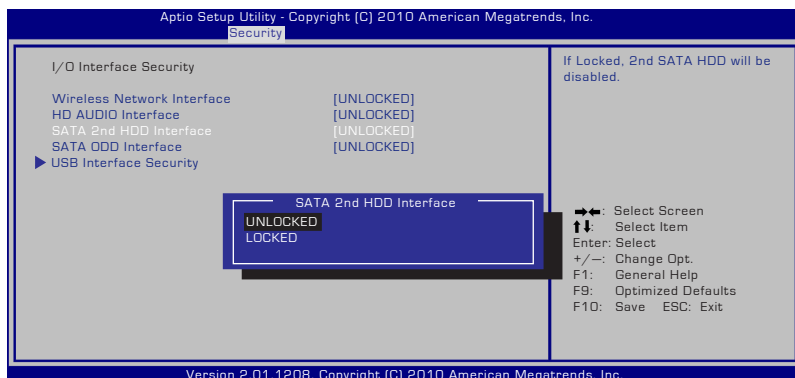 Aptio Setup Utility - Copyright (C) 2010 American Megatrends, Inc.
Security
I/O Interface Security
Wireless Network Interface [UNLOCKED]
HD AUDIO Interface [UNLOCKED]
SATA 2nd HDD Interface [UNLOCKED]
SATA ODD Interface [UNLOCKED]
USB Interface Security
If Locked, 2nd SATA HDD will be
disabled.
SATA 2nd HDD Interface
UNLOCKED
LOCKED
→←: Select Screen
↑↓: Select Item
Enter: Select
+/—: Change Opt.
F1: General Help
F9: Optimized Defaults
F10: Save ESC: Exit
Version 2.01.1208. Copyright (C) 2010 American Megatrends, Inc.